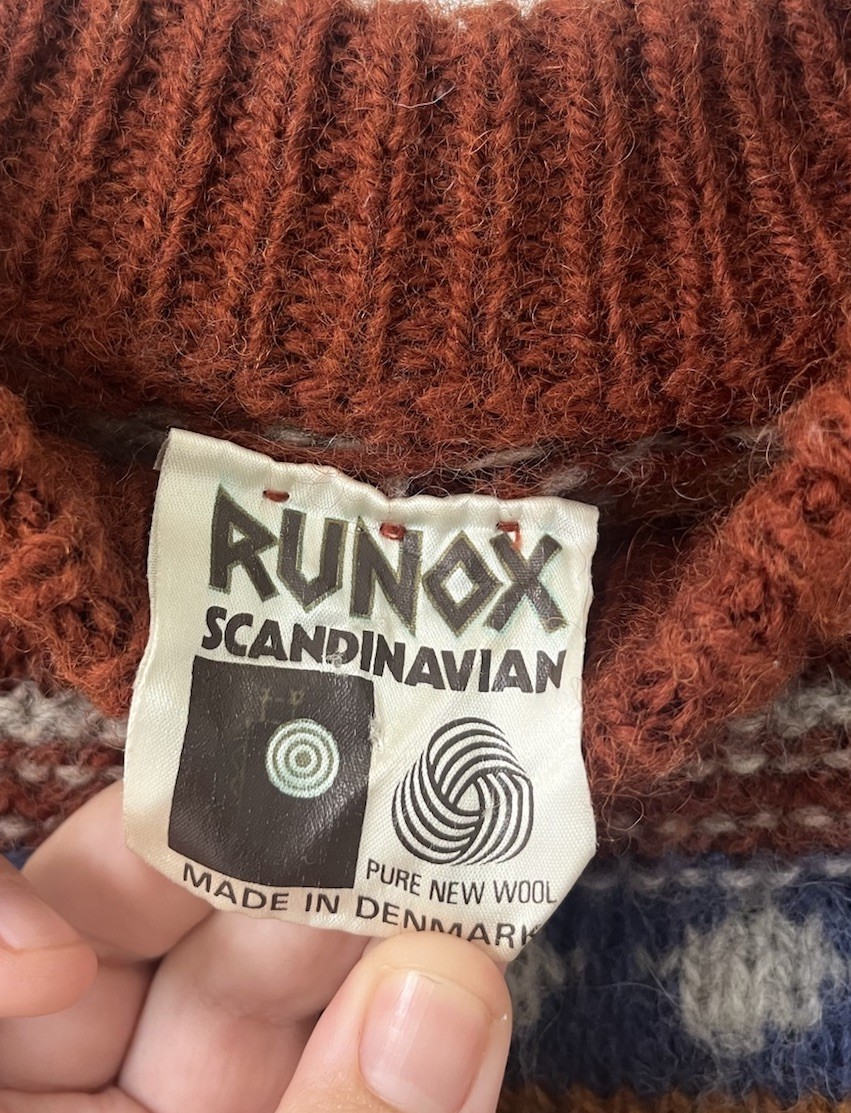 RUNOX
SCANDINAVIAN
PURE NEW WOOL
MADE IN DENMARK